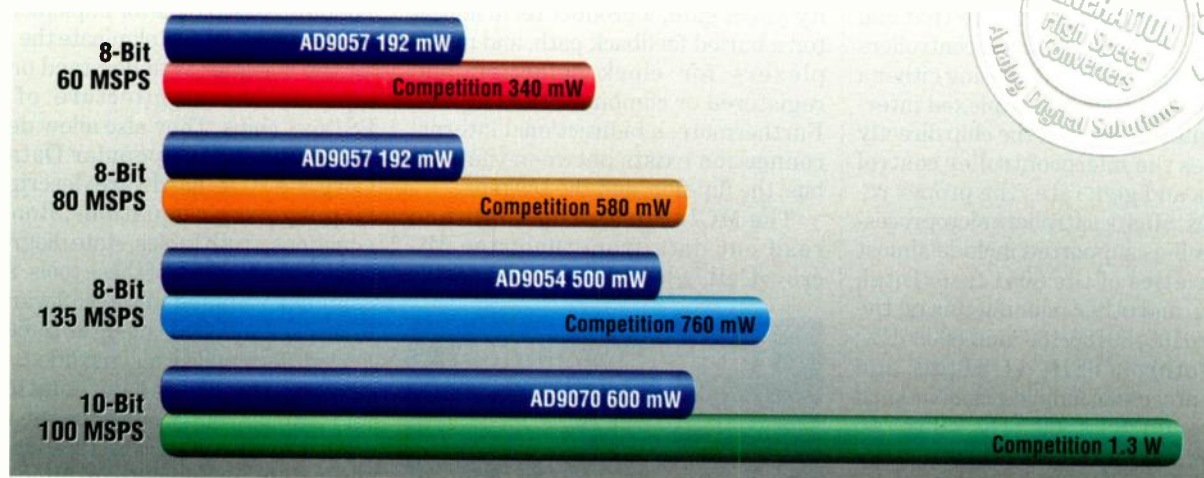 8-Bit
60 MSPS
AD9057 192 mW
Competition 340 mW
8-Bit
80 MSPS
AD9057 192 mW
Competition 580 mW
8-Bit
135 MSPS
AD9054 500 mW
Competition 760 mW
10-Bit
100 MSPS
AD9070 600 mW
Competition 1.3 W
High Speed
Converters
Analog Digital Solutions